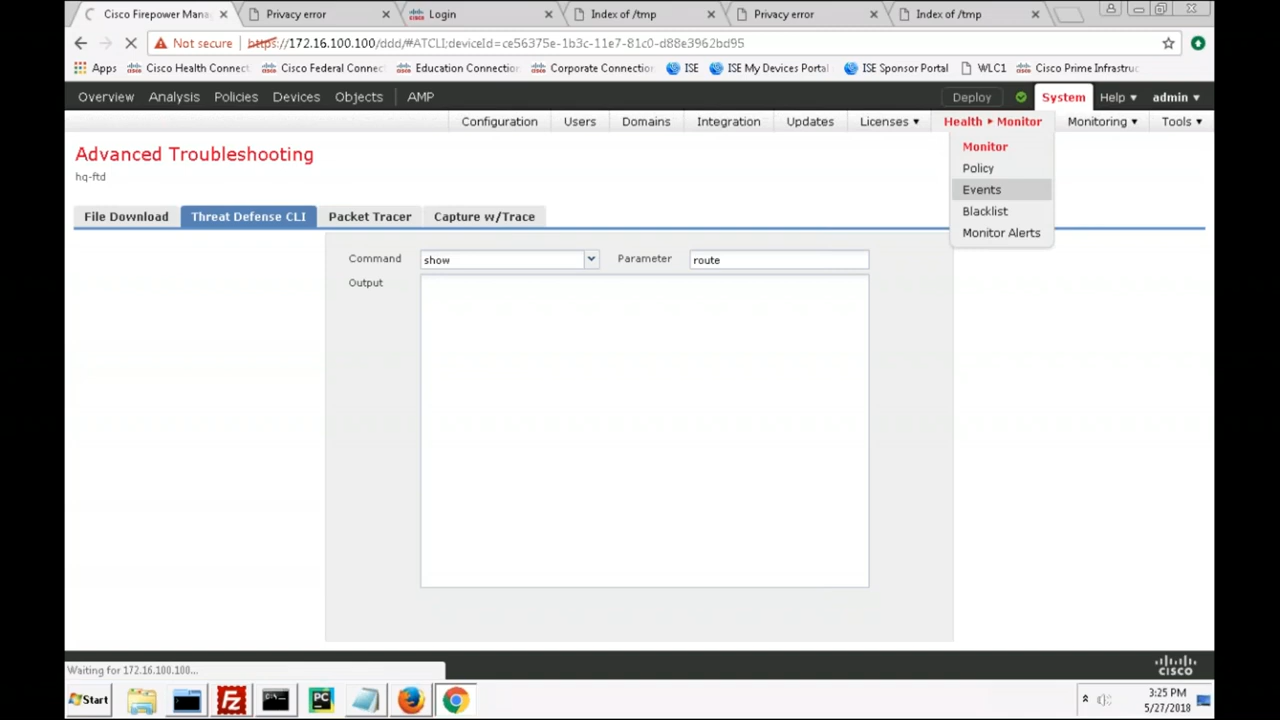 Cisco Firepower Mana
Privacy error
Login
Index of /tmp
Privacy error
Index of /tmp
Not secure
https://172.16.100.100/ddd/#ATCLI;deviceId=ce56375e-1b3c-11e7-81c0-d88e3962bd95
Apps
Cisco Health Connect
Cisco Federal Connec
Education Connection
Corporate Connection
ISE
ISE My Devices Portal
ISE Sponsor Portal
WLC1
Cisco Prime Infrastruc
Overview Analysis Policies Devices Objects AMP
Deploy System Help admin
Configuration Users Domains Integration Updates Licenses Health Monitor Monitoring Tools
Monitor
Policy
Events
Blacklist
Monitor Alerts
Advanced Troubleshooting
hq-ftd
File Download Threat Defense CLI Packet Tracer Capture w/Trace
Command show Parameter route
Output
Waiting for 172.16.100.100...
CISCO
Start
FZ
PC
3:25 PM
5/27/2018